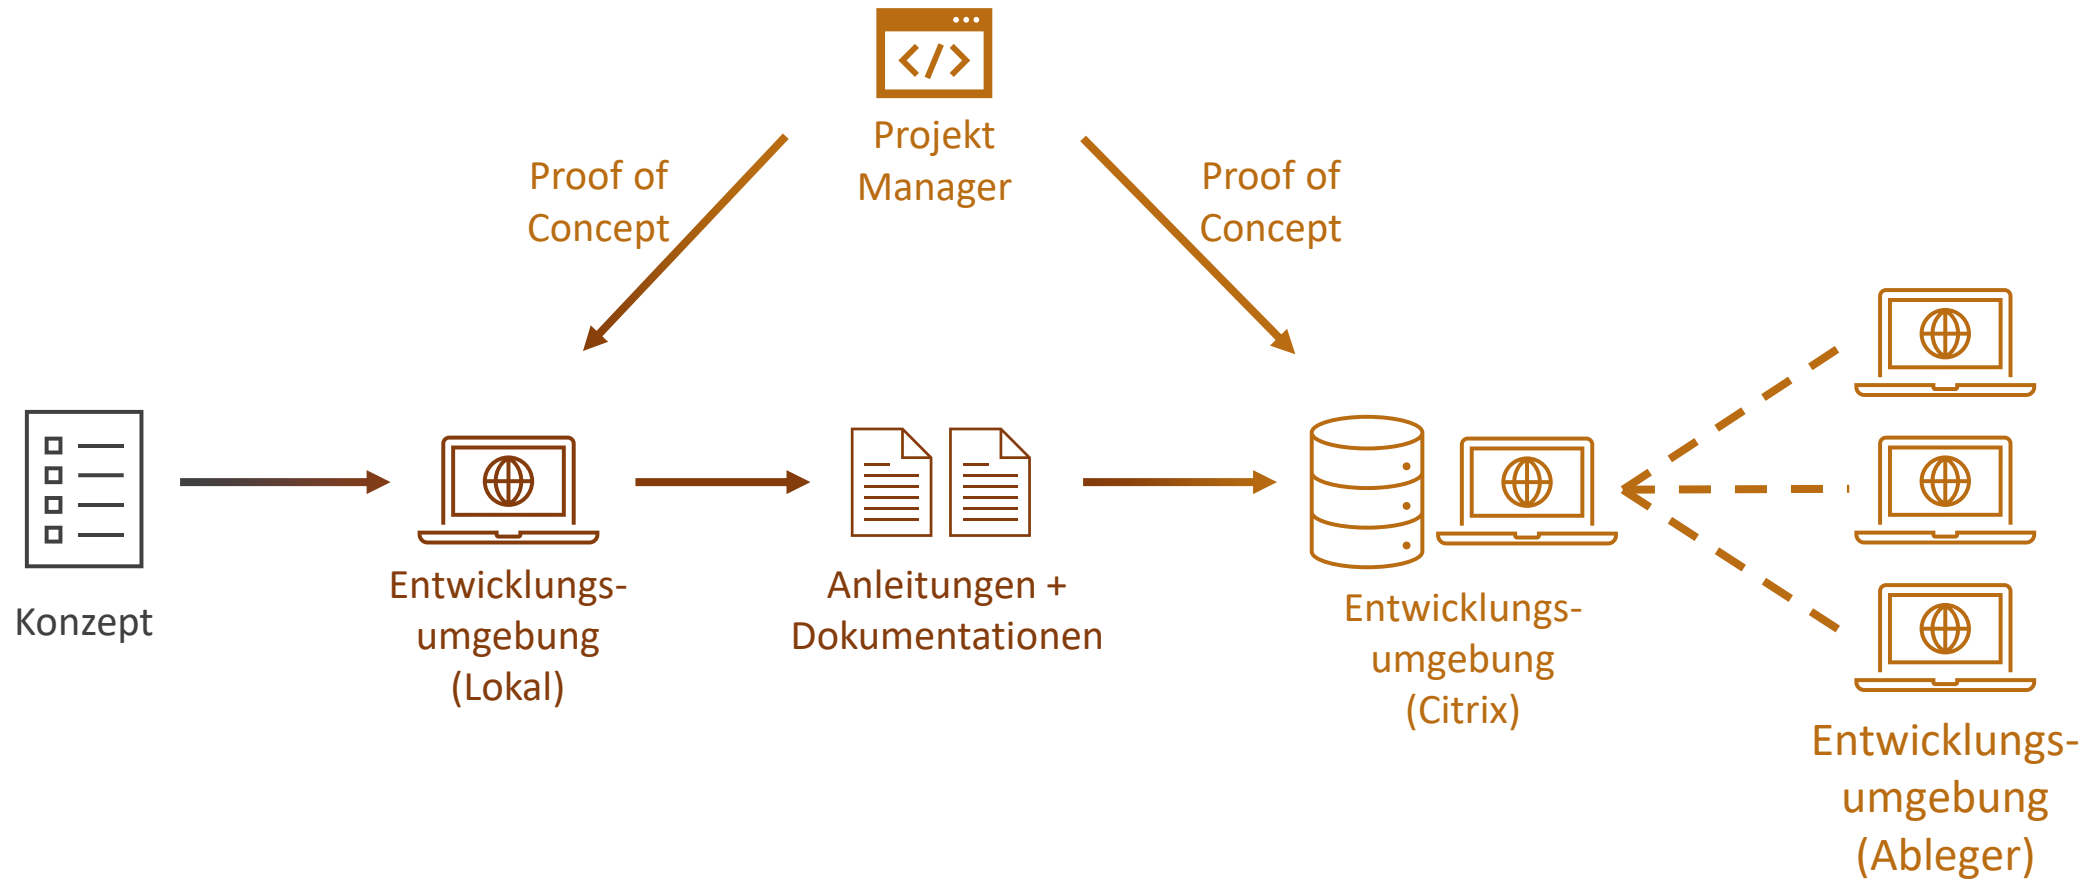 </>
Projekt
Manager
Proof of
Concept
Proof of
Concept
Konzept
Entwicklungs-
umgebung
(Lokal)
Anleitungen +
Dokumentationen
Entwicklungs-
umgebung
(Citrix)
Entwicklungs-
umgebung
(Ableger)